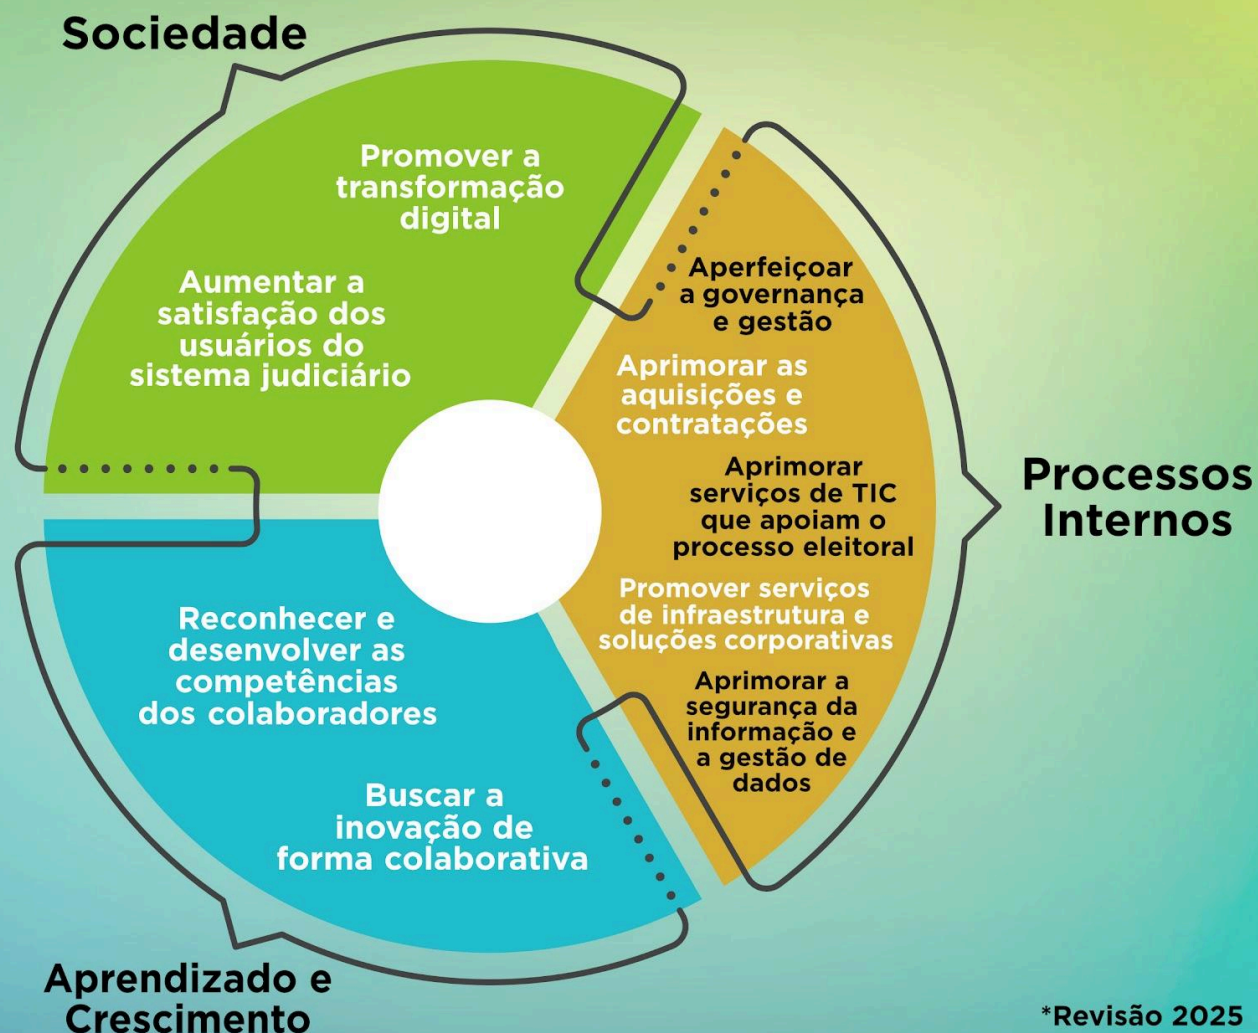 Sociedade
Promover a
transformação
digital
Aumentar a
satisfação dos
usuários do
sistema judiciário
Aperfeiçoar
a governança
e gestão
Aprimorar as
aquisições e
contratações
Aprimorar
serviços de TIC
que apoiam o
processo eleitoral
Promover serviços
de infraestrutura e
soluções corporativas
Aprimorar a
segurança da
informação e
a gestão de
dados
Processos
Internos
Reconhecer e
desenvolver as
competências
dos colaboradores
Buscar a
inovação de
forma colaborativa
Aprendizado e
Crescimento
*Revisão 2025